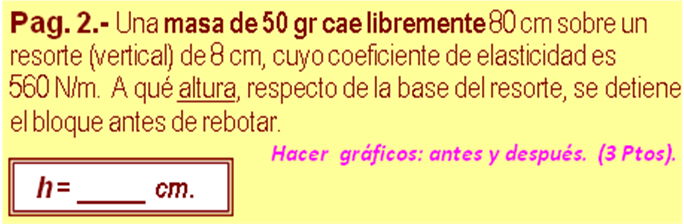 Pag. 2.- Una masa de 50 gr cae libremente 80 cm sobre un
resorte (vertical) de 8 cm, cuyo coeficiente de elasticidad es
560 N/m. A qué altura, respecto de la base del resorte, se detiene
el bloque antes de rebotar.
Hacer gráficos: antes y después. (3 Ptos).
h = _____ cm.